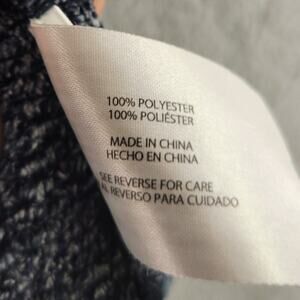 100% POLYESTER
100% POLIÉSTER
MADE IN CHINA
HECHO EN CHINA
SEE REVERSE FOR CARE
AL REVERSO PARA CUIDADO